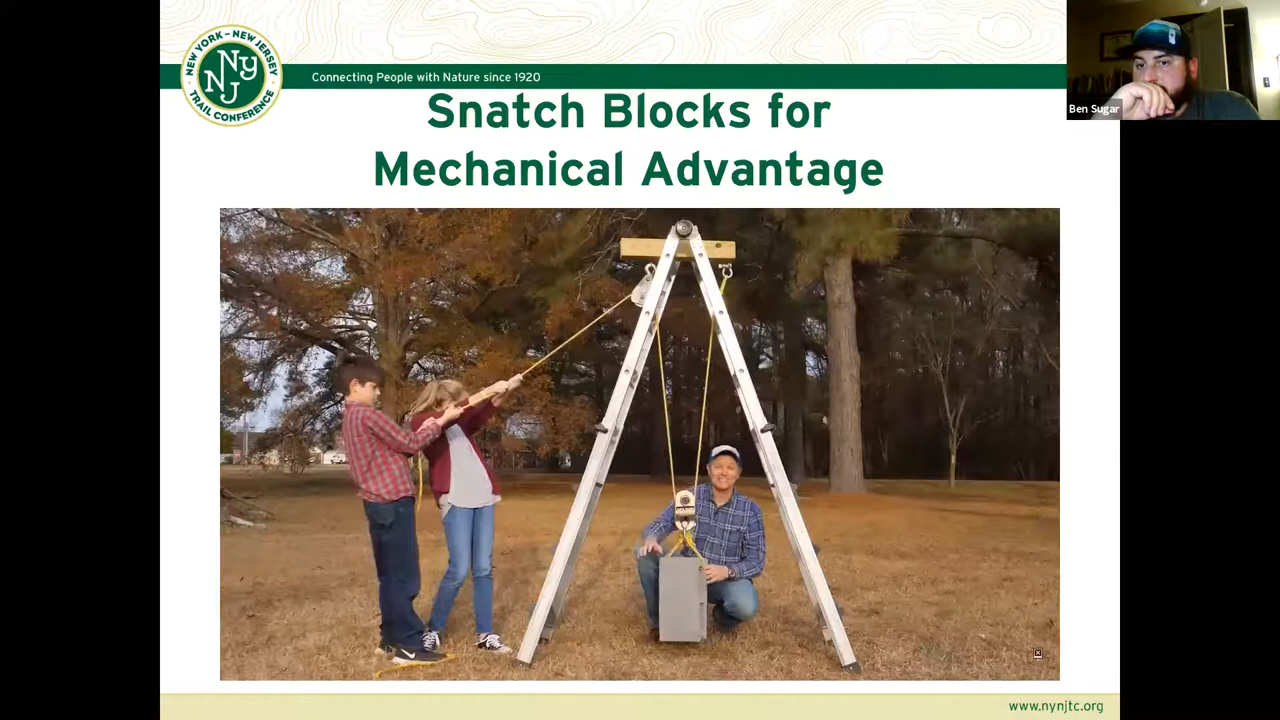 NEW YORK – NEW JERSEY
NY
NJ
TRAIL CONFERENCE
Connecting People with Nature since 1920
Snatch Blocks for
Mechanical Advantage
Ben Sugar
www.nynjtc.org